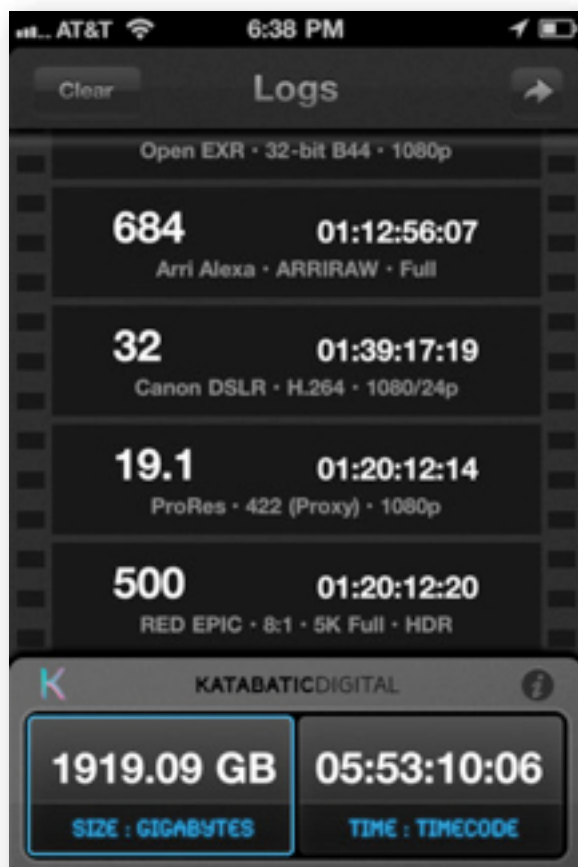 AT&T 6:38 PM
Clear Logs
Open EXR · 32-bit B44 · 1080p
684 01:12:56:07
Arri Alexa · ARRIRAW · Full
32 01:39:17:19
Canon DSLR · H.264 · 1080/24p
19.1 01:20:12:14
ProRes · 422 (Proxy) · 1080p
500 01:20:12:20
RED EPIC · 8:1 · 5K Full · HDR
K KATABATICDIGITAL i
1919.09 GB 05:53:10:06
SIZE : GIGABYTES TIME : TIMECODE